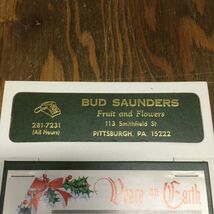 BUD SAUNDERS
Fruit and Flowers
281-7231
113 Smithfield St
(All Hours)
PITTSBURGH, PA. 15222
Peace on Earth